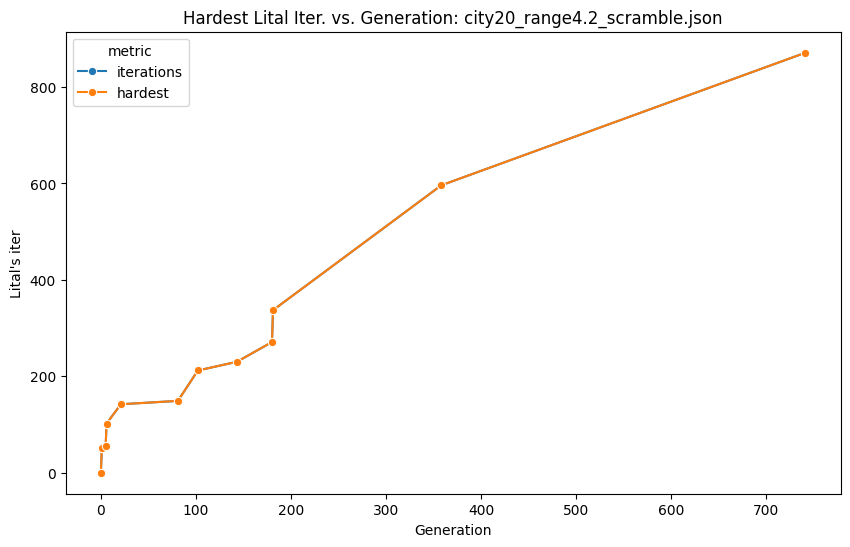 Hardest Lital Iter. vs. Generation: city20_range4.2_scramble.json
metric
iterations
hardest
800
600
400
200
0
Lital's iter
0 100 200 300 400 500 600 700
Generation